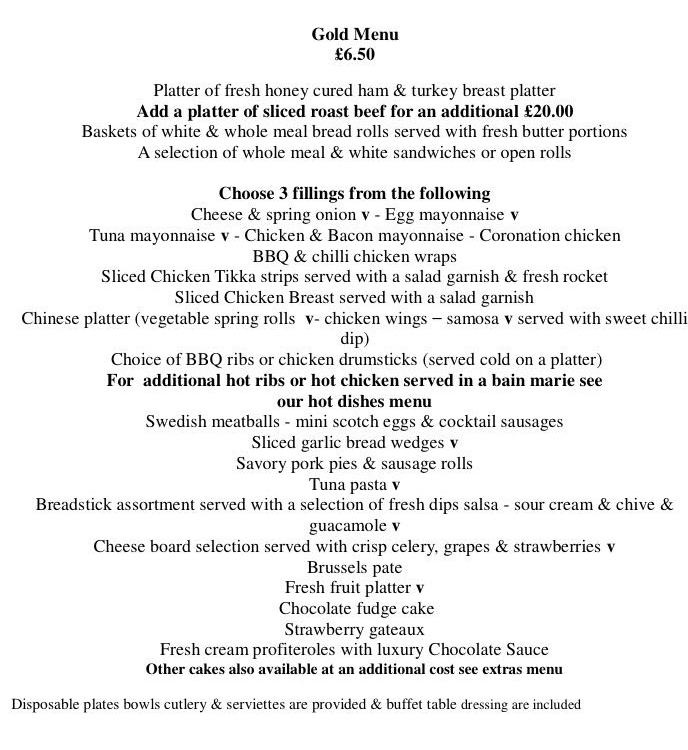 Gold Menu
£6.50
Platter of fresh honey cured ham & turkey breast platter
Add a platter of sliced roast beef for an additional £20.00
Baskets of white & whole meal bread rolls served with fresh butter portions
A selection of whole meal & white sandwiches or open rolls
Choose 3 fillings from the following
Cheese & spring onion v - Egg mayonnaise v
Tuna mayonnaise v - Chicken & Bacon mayonnaise - Coronation chicken
BBQ & chilli chicken wraps
Sliced Chicken Tikka strips served with a salad garnish & fresh rocket
Sliced Chicken Breast served with a salad garnish
Chinese platter (vegetable spring rolls  v- chicken wings – samosa v served with sweet chilli
dip)
Choice of BBQ ribs or chicken drumsticks (served cold on a platter)
For  additional hot ribs or hot chicken served in a bain marie see
our hot dishes menu
Swedish meatballs - mini scotch eggs & cocktail sausages
Sliced garlic bread wedges v
Savory pork pies & sausage rolls
Tuna pasta v
Breadstick assortment served with a selection of fresh dips salsa - sour cream & chive &
guacamole v
Cheese board selection served with crisp celery, grapes & strawberries v
Brussels pate
Fresh fruit platter v
Chocolate fudge cake
Strawberry gateaux
Fresh cream profiteroles with luxury Chocolate Sauce
Other cakes also available at an additional cost see extras menu
Disposable plates bowls cutlery & serviettes are provided & buffet table dressing are included